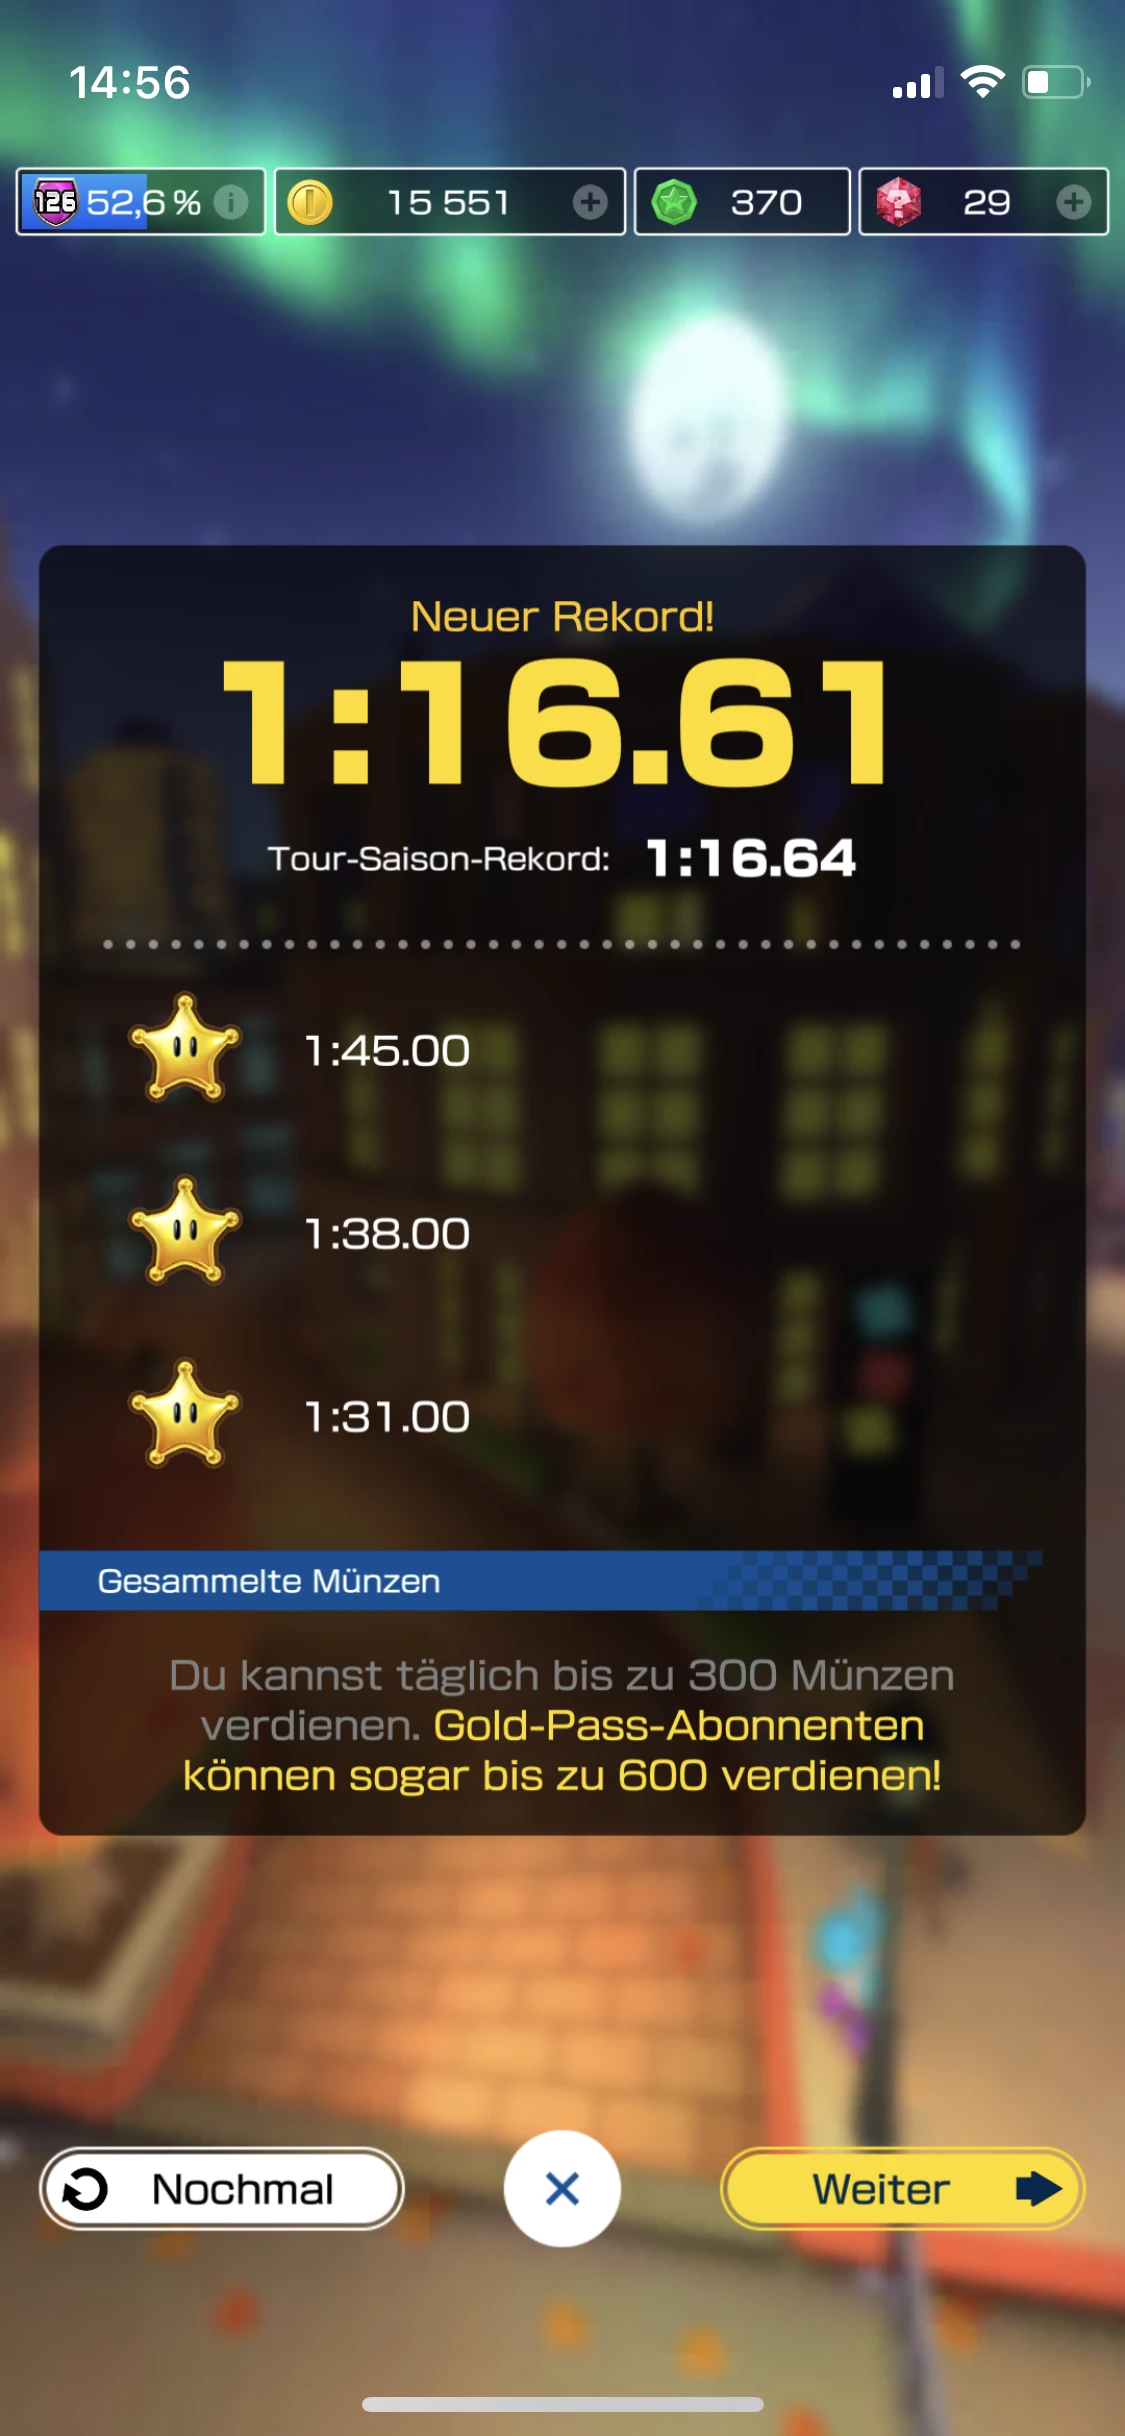 14:56
126 52,6 % i 15 551 + 370 ? 29 +
Neuer Rekord!
1:16.61
Tour-Saison-Rekord: 1:16.64
1:45.00
1:38.00
1:31.00
Gesammelte Münzen
Du kannst täglich bis zu 300 Münzen
verdienen. Gold-Pass-Abonnenten
können sogar bis zu 600 verdienen!
Nochmal × Weiter